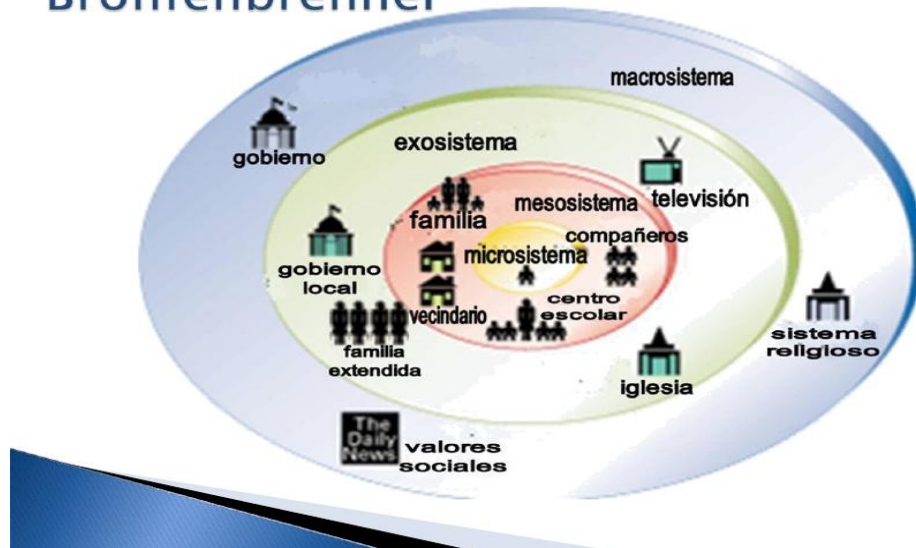 Bronfenbrenner
macrosistema
gobierno
exosistema
televisión
mesosistema
familia
compañeros
microsistema
gobierno
local
centro
escolar
vecindario
familia
extendida
sistema
religioso
iglesia
The
Daily
News
valores
sociales